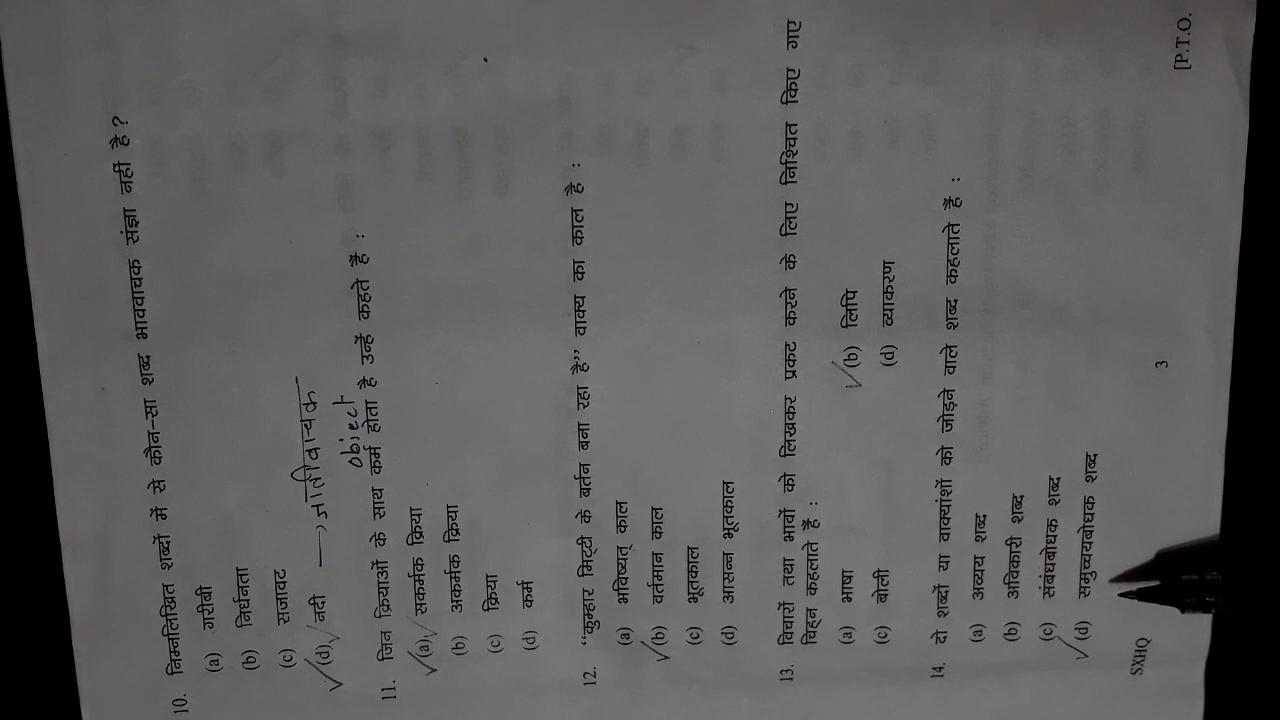 10. निम्नलिखित शब्दों में से कौन-सा शब्द भाववाचक संज्ञा नहीं है ?
(a) गरीबी
(b) निर्धनता
(c) सजावट
(d) नदी → जातीवाचक
object
11. जिन क्रियाओं के साथ कर्म होता है उन्हें कहते हैं :
(a) सकर्मक क्रिया
(b) अकर्मक क्रिया
(c) क्रिया
(d) कर्म
12. “कुम्हार मिट्टी के बर्तन बना रहा है” वाक्य का काल है :
(a) भविष्यत् काल
(b) वर्तमान काल
(c) भूतकाल
(d) आसन्न भूतकाल
13. विचारों तथा भावों को लिखकर प्रकट करने के लिए निश्चित किए गए
चिह्न कहलाते हैं :
(a) भाषा (b) लिपि
(c) बोली (d) व्याकरण
14. दो शब्दों या वाक्यांशों को जोड़ने वाले शब्द कहलाते हैं :
(a) अव्यय शब्द
(b) अविकारी शब्द
(c) संबंधबोधक शब्द
(d) समुच्चयबोधक शब्द
SXHQ 3 [P.T.O.